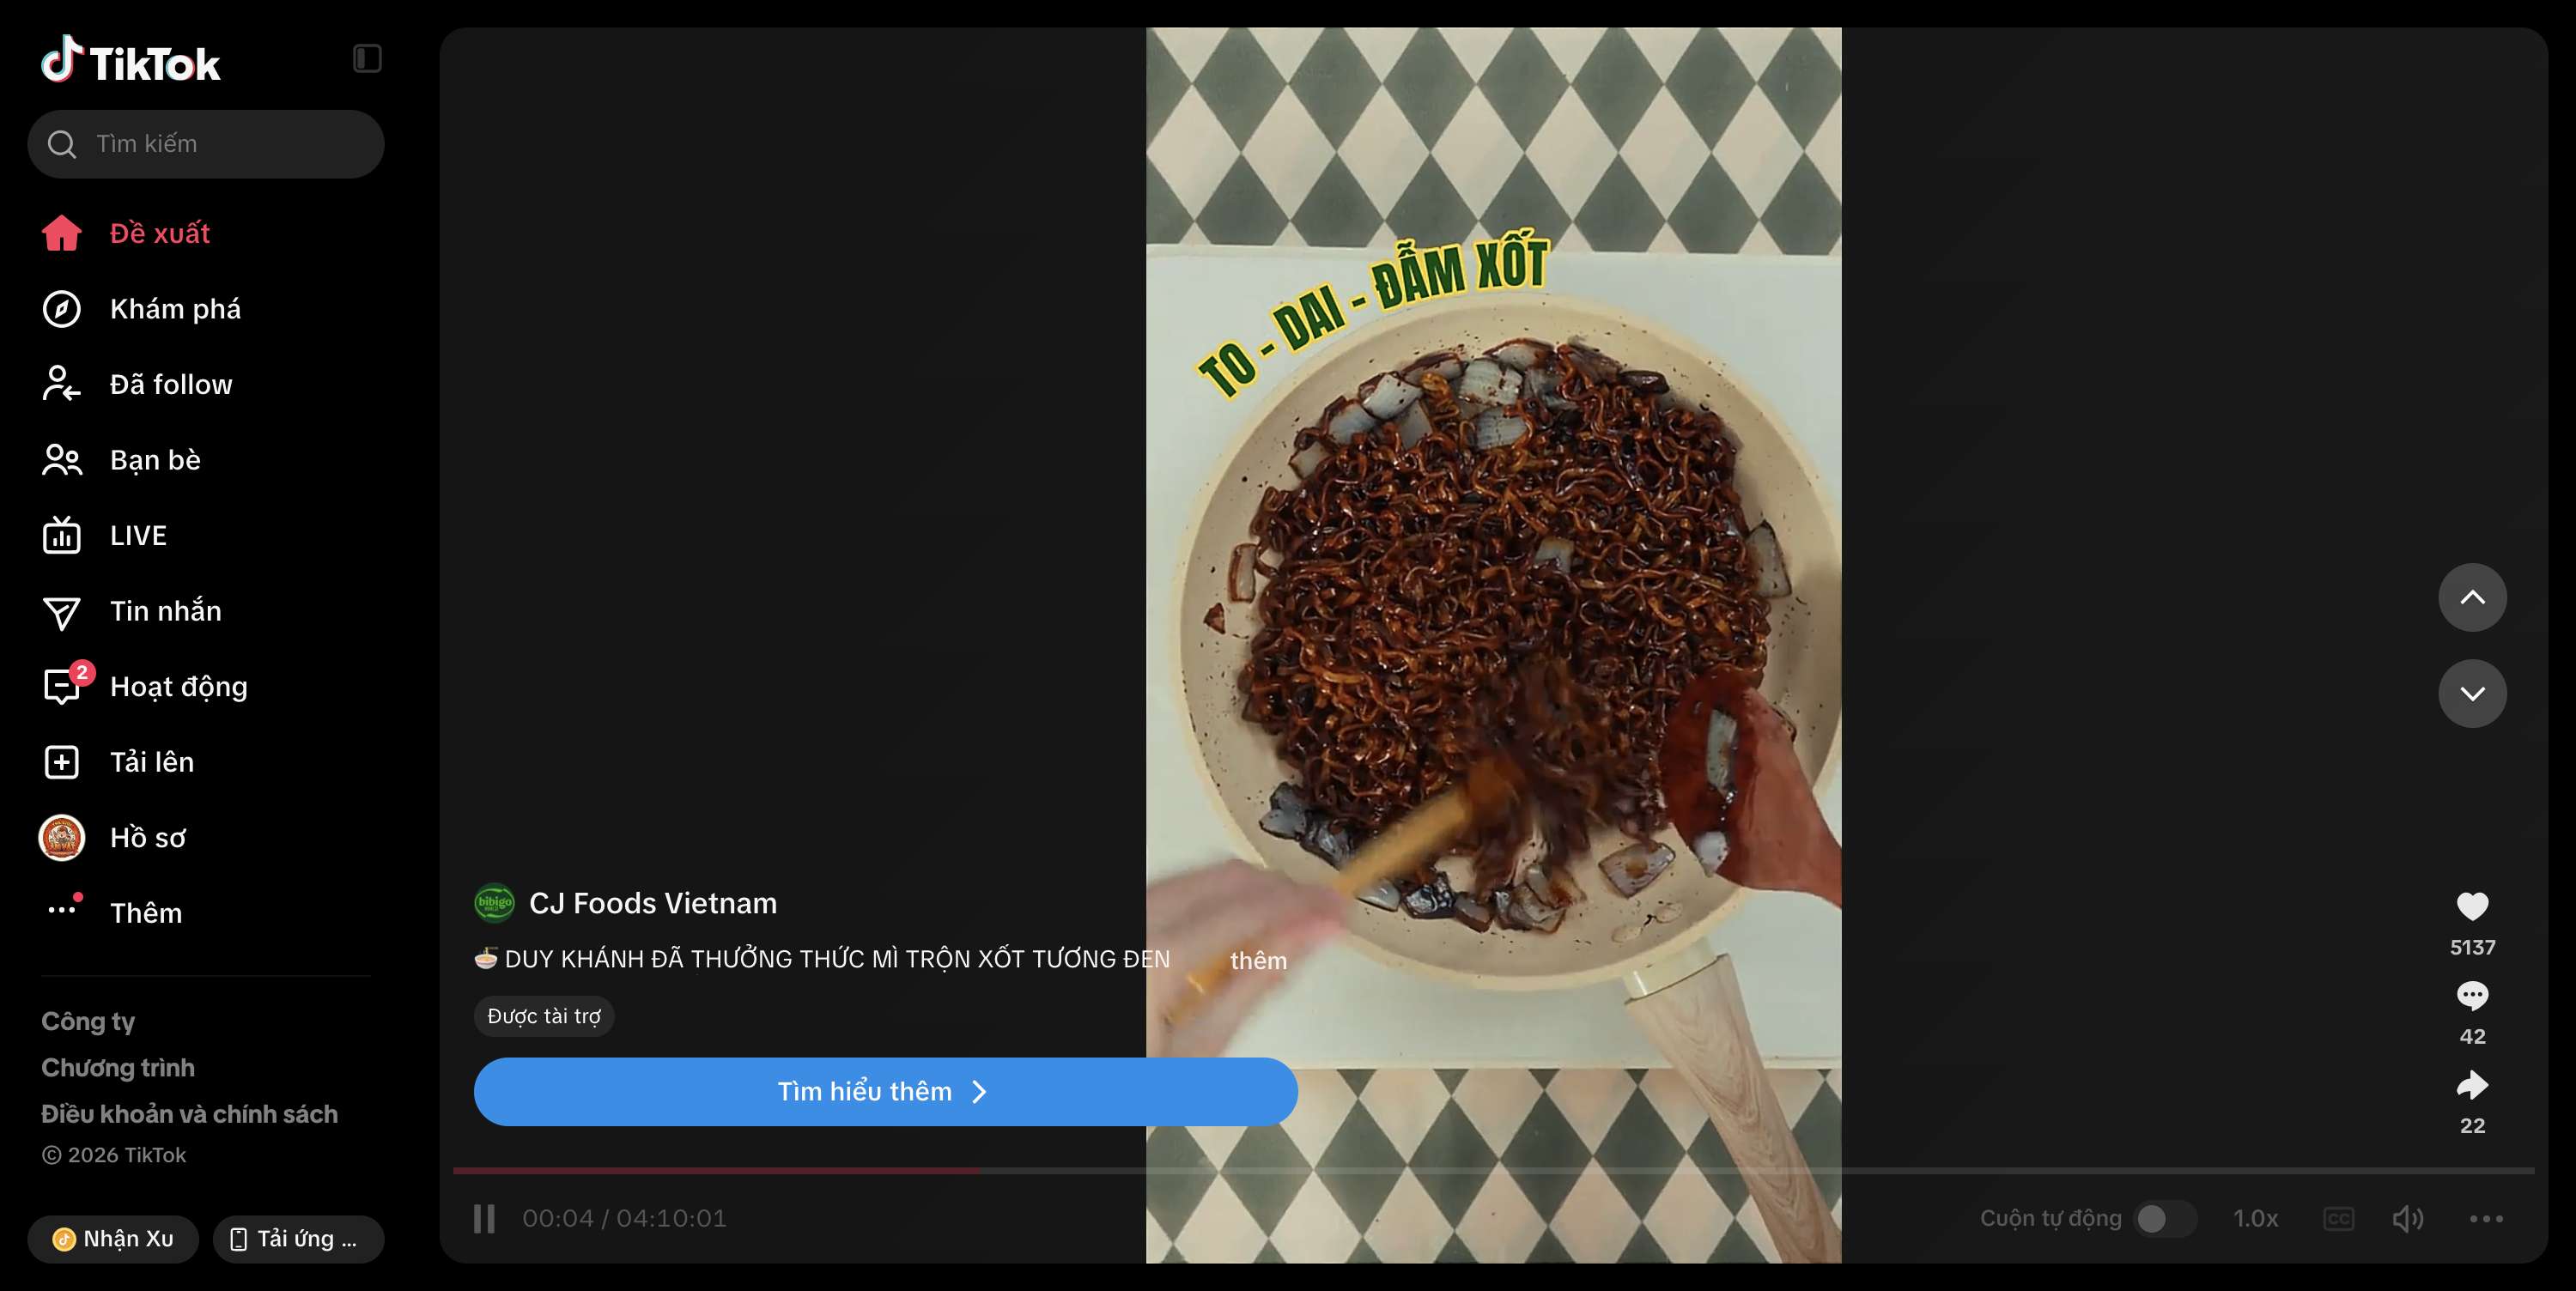 TikTok
Tìm kiếm
Đề xuất
Khám phá
Đã follow
Bạn bè
LIVE
Tin nhắn
2
Hoạt động
Tải lên
Hồ sơ
Thêm
Công ty
Chương trình
Điều khoản và chính sách
© 2026 TikTok
Nhận Xu
Tải ứng ...
TO - DAI - ĐẪM XỐT
bibigo
CJ Foods Vietnam
DUY KHÁNH ĐÃ THƯỞNG THỨC MÌ TRỘN XỐT TƯƠNG ĐEN thêm
Được tài trợ
Tìm hiểu thêm
00:04 / 04:10:01
5137
42
22
Cuộn tự động
1.0x
CC